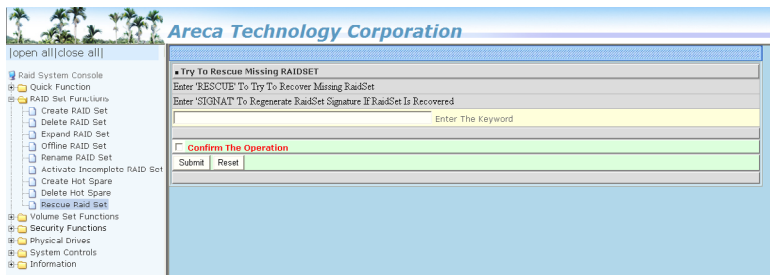 Areca Technology Corporation
|open all|close all|
Raid System Console
Quick Function
RAID Set Functions
Create RAID Set
Delete RAID Set
Expand RAID Set
Offline RAID Set
Rename RAID Set
Activate Incomplete RAID Set
Create Hot Spare
Delete Hot Spare
Rescue Raid Set
Volume Set Functions
Security Functions
Physical Drives
System Controls
Information
Try To Rescue Missing RAIDSET
Enter 'RESCUE' To Try To Recover Missing RaidSet
Enter 'SIGNAT' To Regenerate RaidSet Signature If RaidSet Is Recovered
Enter The Keyword
Confirm The Operation
Submit Reset